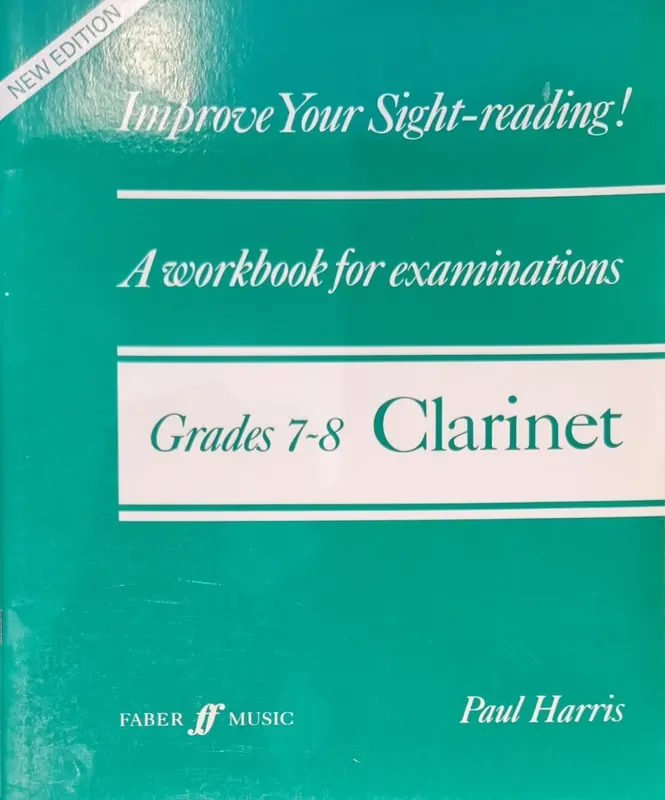 NEW EDITION
Improve Your Sight-reading!
A workbook for examinations
Grades 7-8 Clarinet
FABER ff MUSIC
Paul Harris